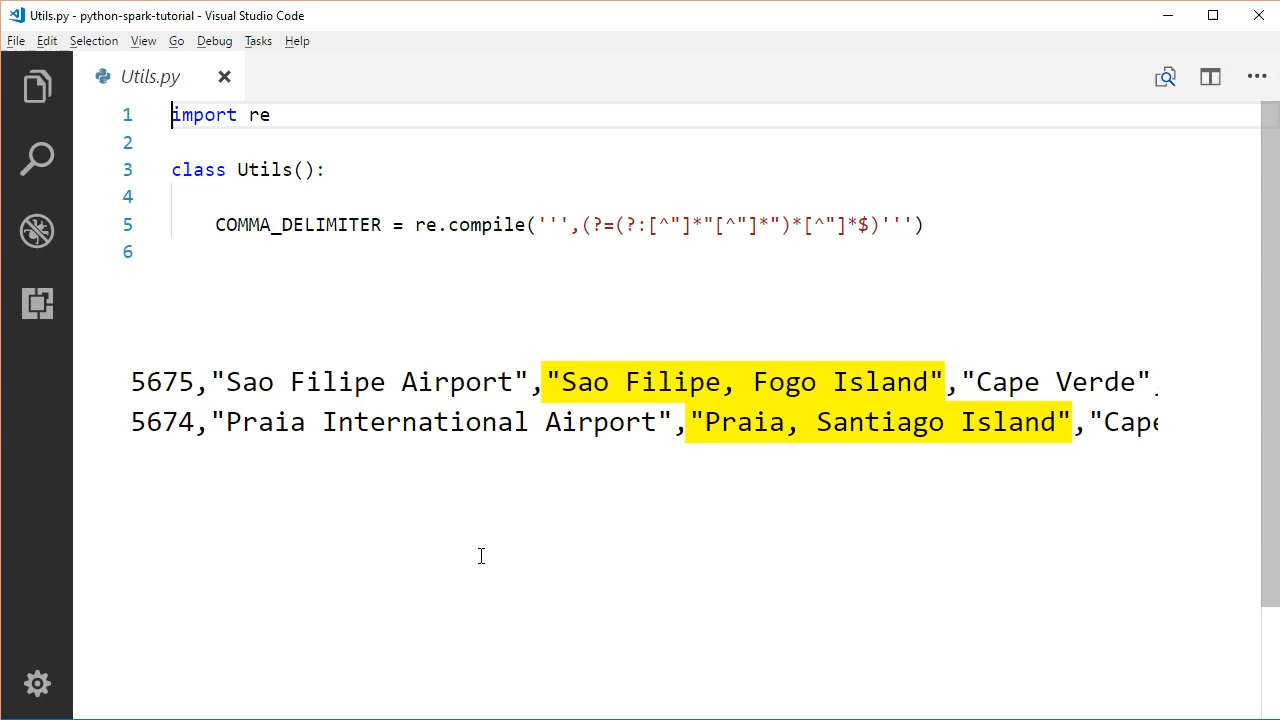 Utils.py - python-spark-tutorial - Visual Studio Code
File Edit Selection View Go Debug Tasks Help
Utils.py
1 import re
2
3 class Utils():
4
5 COMMA_DELIMITER = re.compile(''',(?=(?:[^"]*"[^"]*")*[^"]*$)''')
6
5675,"Sao Filipe Airport","Sao Filipe, Fogo Island","Cape Verde",
5674,"Praia International Airport","Praia, Santiago Island","Cape